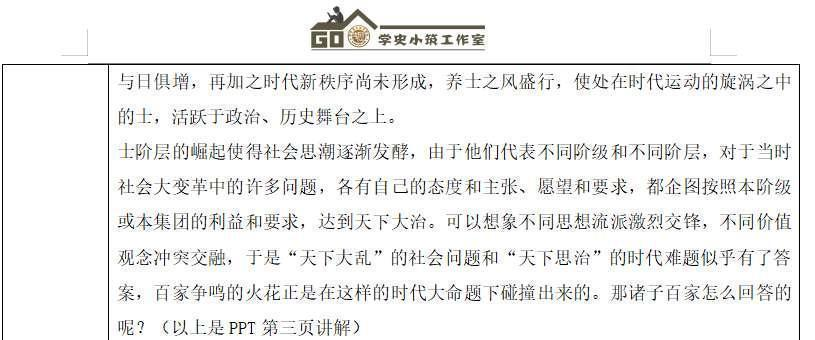 GO 学史小筑工作室
与日俱增，再加之时代新秩序尚未形成，养士之风盛行，使处在时代运动的旋涡之中
的士，活跃于政治、历史舞台之上。
士阶层的崛起使得社会思潮逐渐发酵，由于他们代表不同阶级和不同阶层，对于当时
社会大变革中的许多问题，各有自己的态度和主张、愿望和要求，都企图按照本阶级
或本集团的利益和要求，达到天下大治。可以想象不同思想流派激烈交锋，不同价值
观念冲突交融，于是“天下大乱”的社会问题和“天下思治”的时代难题似乎有了答
案，百家争鸣的火花正是在这样的时代大命题下碰撞出来的。那诸子百家怎么回答的
呢？（以上是 PPT 第三页讲解）